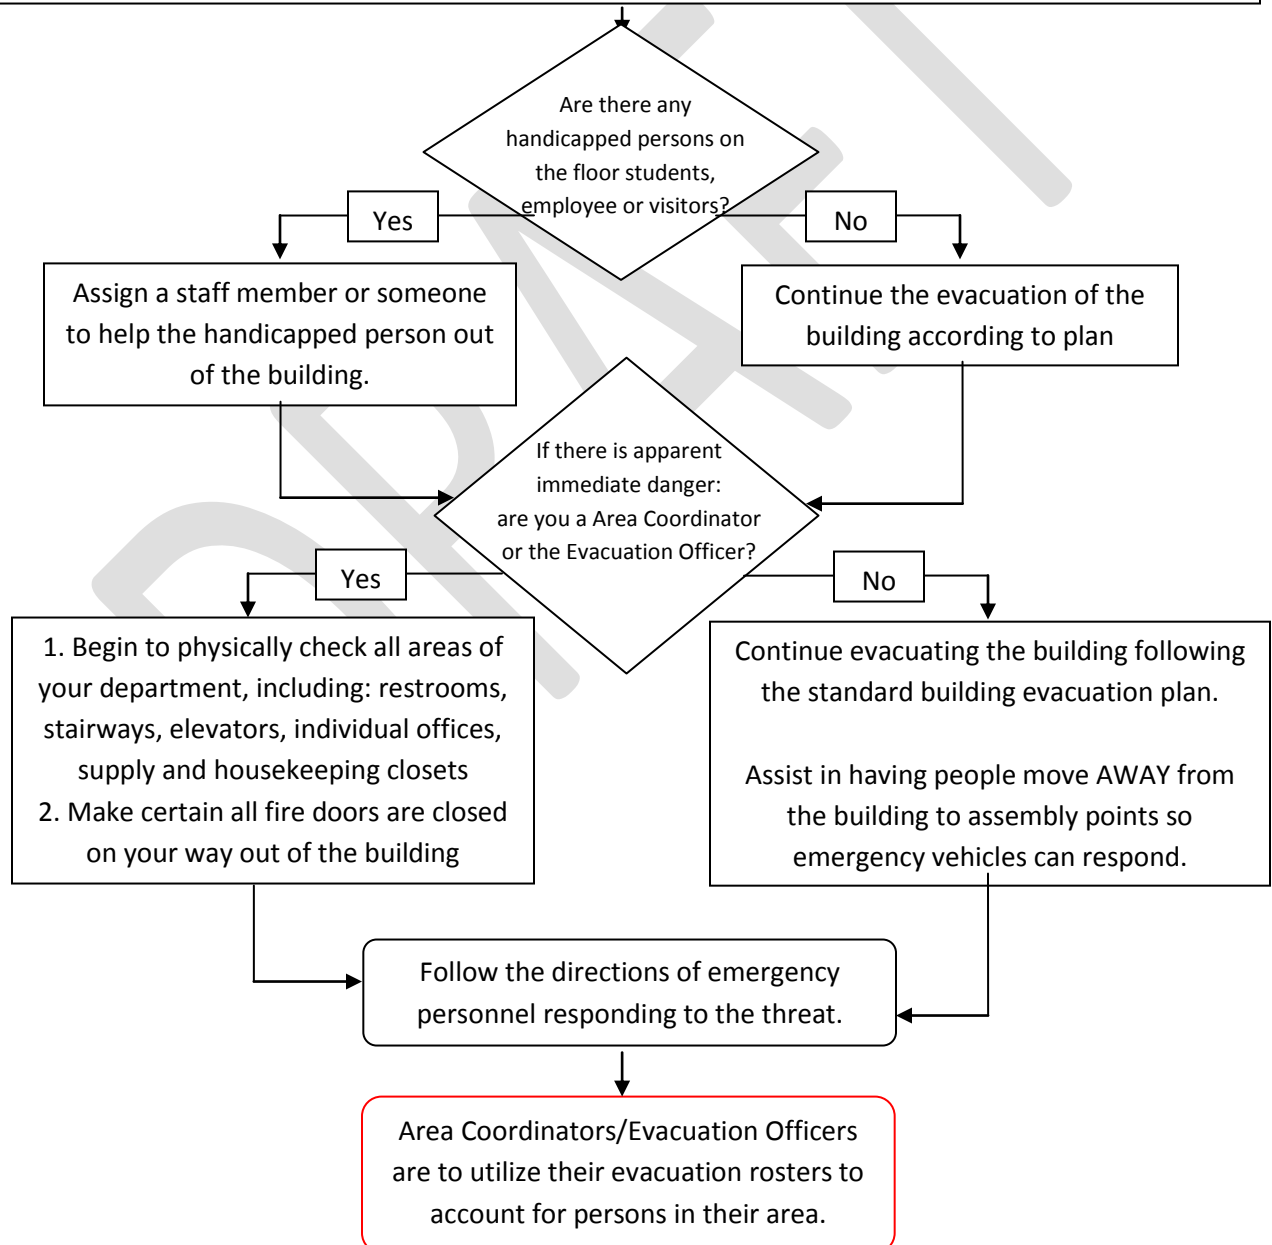 Are there any
handicapped persons on
the floor students,
employee or visitors?
Yes
No
Assign a staff member or someone
to help the handicapped person out
of the building.
Continue the evacuation of the
building according to plan
If there is apparent
immediate danger:
are you a Area Coordinator
or the Evacuation Officer?
Yes
No
1. Begin to physically check all areas of
your department, including: restrooms,
stairways, elevators, individual offices,
supply and housekeeping closets
2. Make certain all fire doors are closed
on your way out of the building
Continue evacuating the building following
the standard building evacuation plan.
Assist in having people move AWAY from
the building to assembly points so
emergency vehicles can respond.
Follow the directions of emergency
personnel responding to the threat.
Area Coordinators/Evacuation Officers
are to utilize their evacuation rosters to
account for persons in their area.
DRAFT